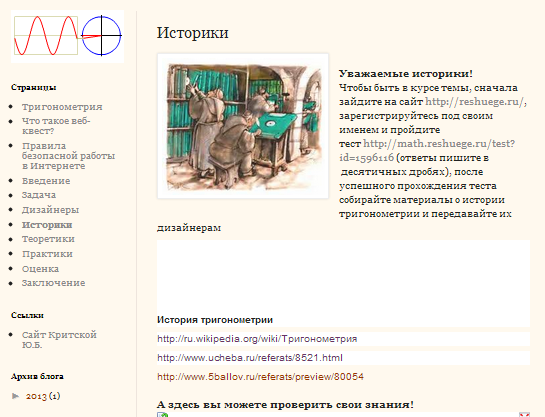 Страницы
Тригонометрия
Что такое веб-
квест?
Правила
безопасной работы
в Интернете
Введение
Задача
Дизайнеры
Историки
Теоретики
Практики
Оценка
Заключение
Ссылки
Сайт Критской
Ю.Б.
Архив блога
► 2013 (1)
Историки
Уважаемые историки!
Чтобы быть в курсе темы, сначала
зайдите на сайт http://reshuege.ru/,
зарегистрируйтесь под своим
именем и пройдите
тест http://math.reshuege.ru/test?
id=1596116 (ответы пишите в
десятичных дробях), после
успешного прохождения теста
собирайте материалы о истории
тригонометрии и передавайте их
дизайнерам
История тригонометрии
http://ru.wikipedia.org/wiki/Тригонометрия
http://www.ucheba.ru/referats/8521.html
http://www.5ballov.ru/referats/preview/80054
А здесь вы можете проверить свои знания!